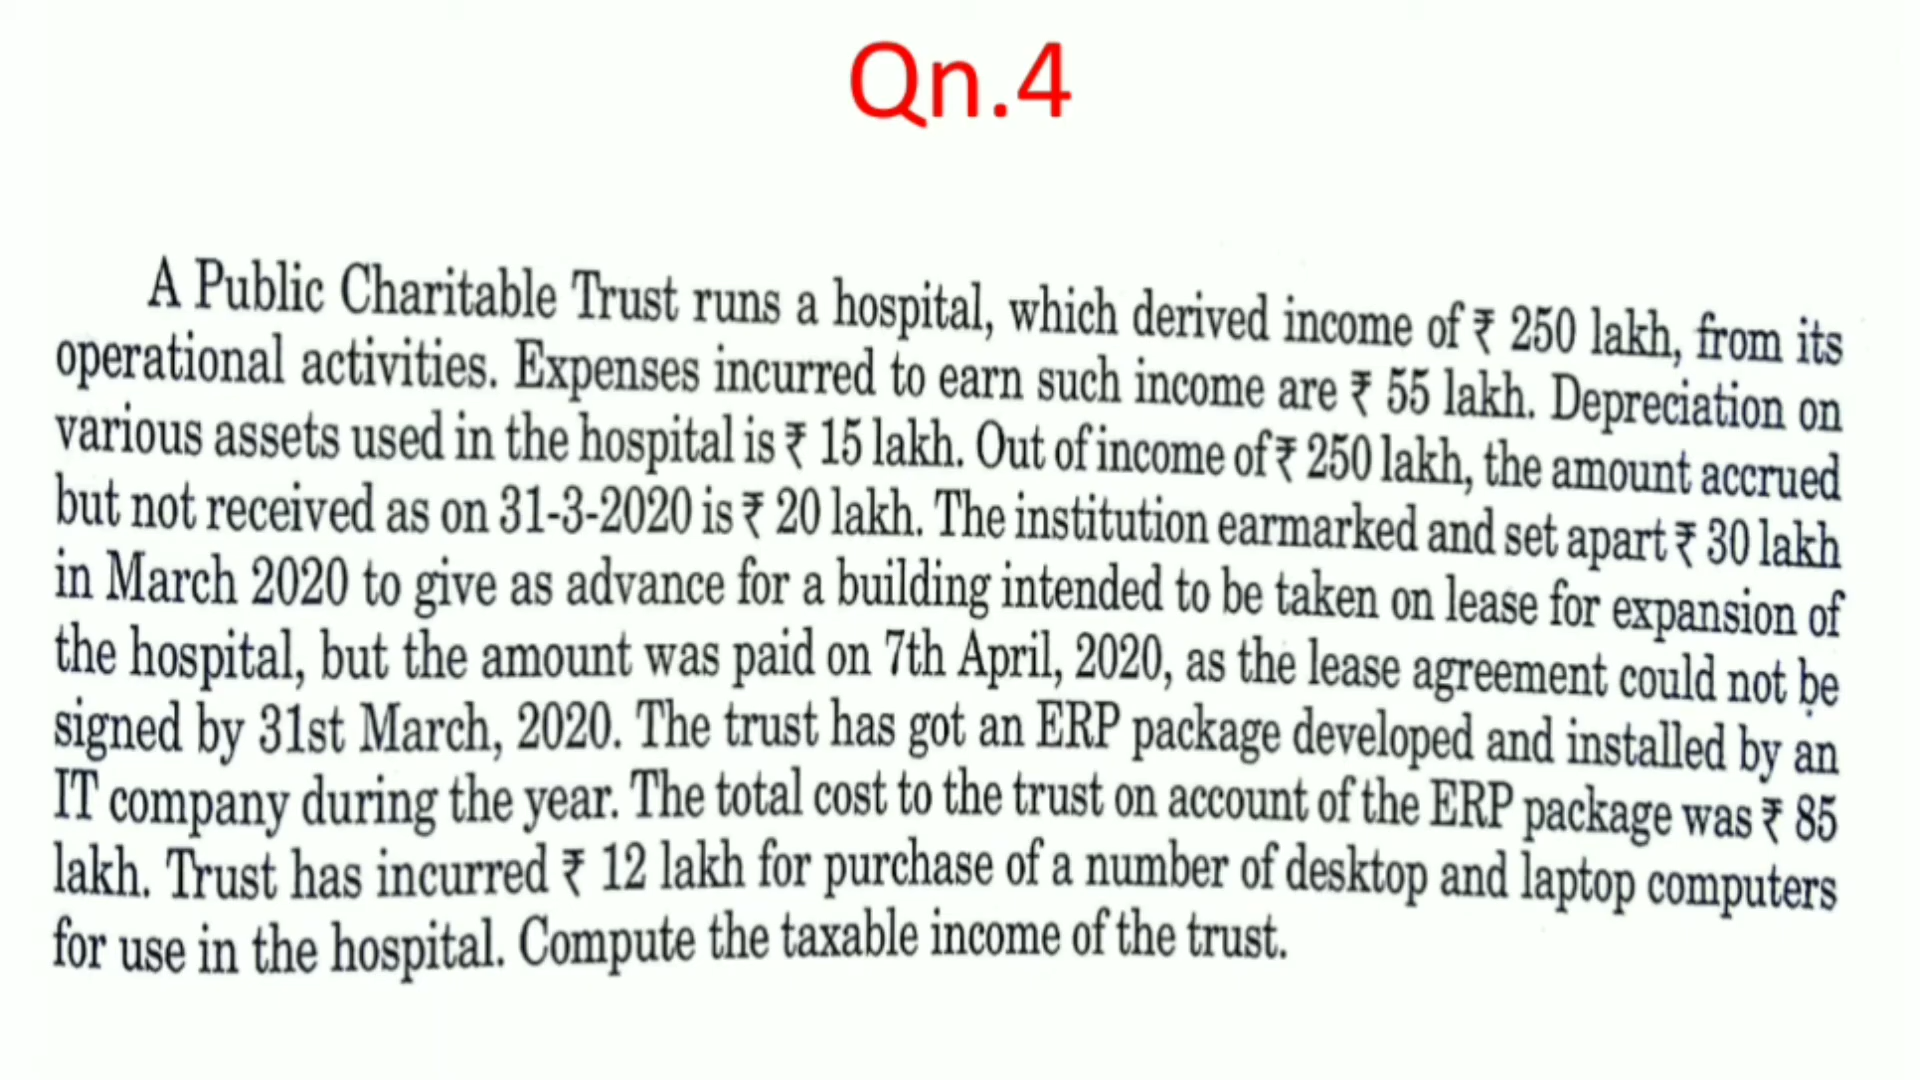 Qn.4
A Public Charitable Trust runs a hospital, which derived income of ₹ 250 lakh, from its
operational activities. Expenses incurred to earn such income are ₹ 55 lakh. Depreciation on
various assets used in the hospital is ₹ 15 lakh. Out of income of ₹ 250 lakh, the amount accrued
but not received as on 31-3-2020 is ₹ 20 lakh. The institution earmarked and set apart ₹ 30 lakh
in March 2020 to give as advance for a building intended to be taken on lease for expansion of
the hospital, but the amount was paid on 7th April, 2020, as the lease agreement could not be
signed by 31st March, 2020. The trust has got an ERP package developed and installed by an
IT company during the year. The total cost to the trust on account of the ERP package was ₹ 85
lakh. Trust has incurred ₹ 12 lakh for purchase of a number of desktop and laptop computers
for use in the hospital. Compute the taxable income of the trust.